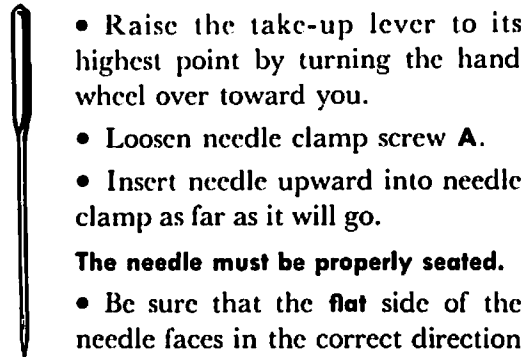 • Raise the take-up lever to its
highest point by turning the hand
wheel over toward you.
• Loosen needle clamp screw A.
• Insert needle upward into needle
clamp as far as it will go.
The needle must be properly seated.
• Be sure that the flat side of the
needle faces in the correct direction